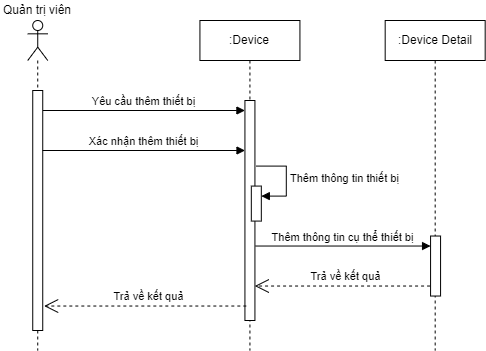 Quản trị viên
:Device
:Device Detail
Yêu cầu thêm thiết bị
Xác nhận thêm thiết bị
Thêm thông tin thiết bị
Thêm thông tin cụ thể thiết bị
Trả về kết quả
Trả về kết quả